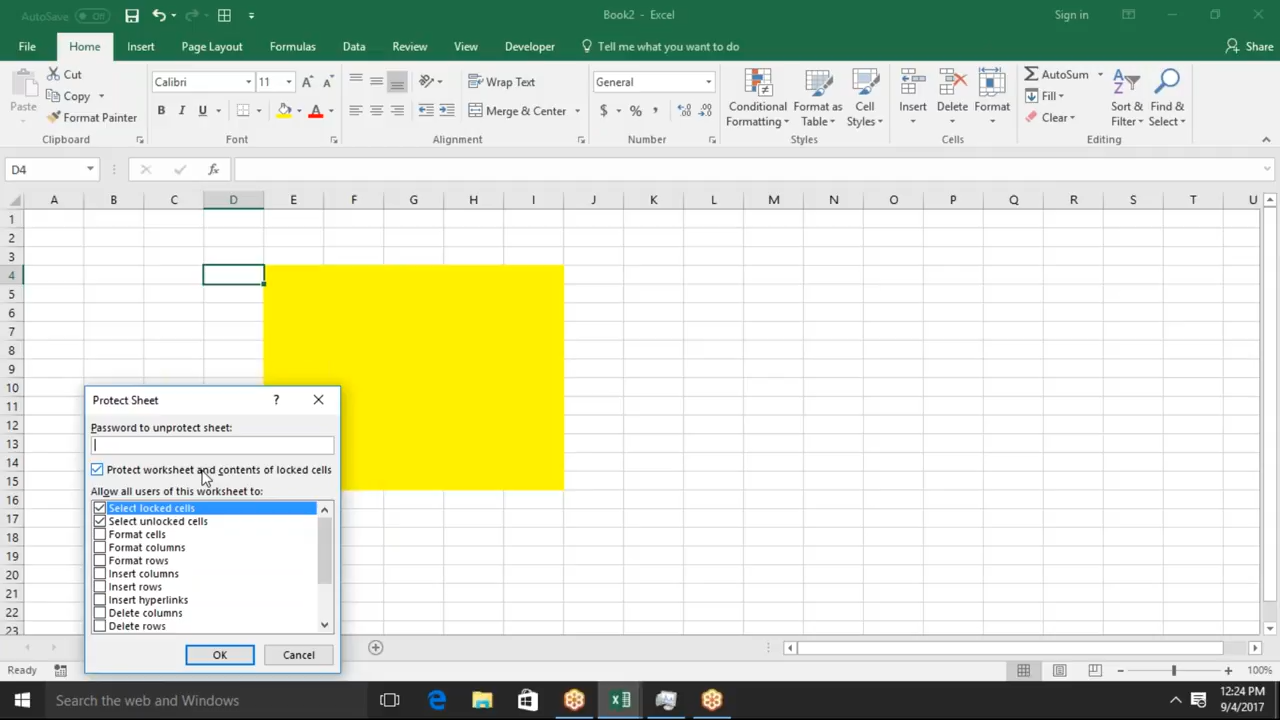 AutoSave Off
Book2 - Excel
Sign in
File Home Insert Page Layout Formulas Data Review View Developer Tell me what you want to do Share
Paste
Cut
Copy
Format Painter
Clipboard
Calibri 11
B I U
A
Font
Wrap Text
Merge & Center
Alignment
General
$ % ,
Number
Conditional Formatting
Format as Table
Cell Styles
Styles
Insert
Delete
Format
Cells
AutoSum
Fill
Clear
Sort & Filter
Find & Select
Editing
D4
fx
A B C D E F G H I J K L M N O P Q R S T U
1
2
3
4
5
6
7
8
9
10
11
12
13
14
15
16
17
18
19
20
21
22
23
Protect Sheet ?
Password to unprotect sheet:
Protect worksheet and contents of locked cells
Allow all users of this worksheet to:
Select locked cells
Select unlocked cells
Format cells
Format columns
Format rows
Insert columns
Insert rows
Insert hyperlinks
Delete columns
Delete rows
OK Cancel
Ready
100%
Search the web and Windows
12:24 PM
9/4/2017